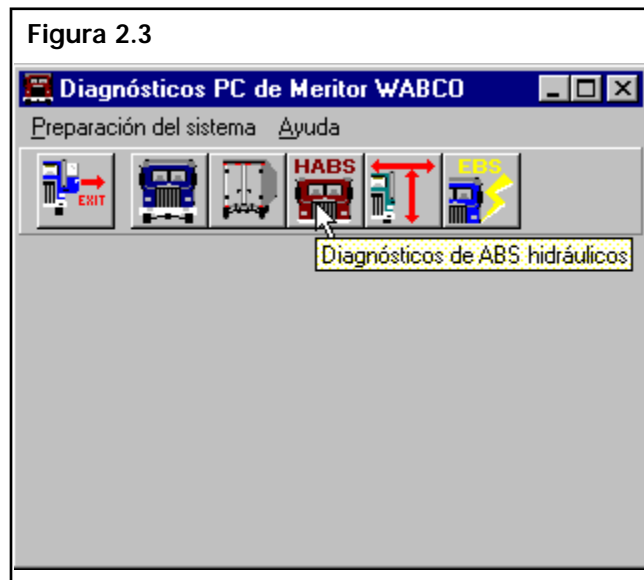 Figura 2.3
Diagnósticos PC de Meritor WABCO
Preparación del sistema Ayuda
EXIT HABS EBS
Diagnósticos de ABS hidráulicos